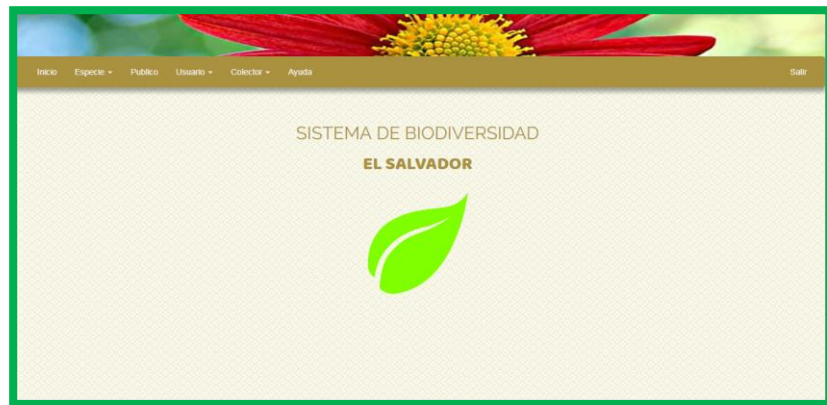 Inicio Especie Publico Usuario Colector Ayuda Salir
SISTEMA DE BIODIVERSIDAD
EL SALVADOR